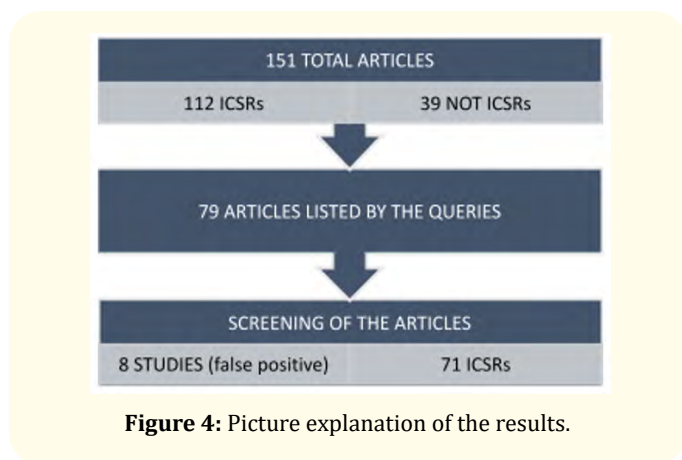 151 TOTAL ARTICLES
112 ICSRs 39 NOT ICSRs
79 ARTICLES LISTED BY THE QUERIES
SCREENING OF THE ARTICLES
8 STUDIES (false positive) 71 ICSRs
Figure 4: Picture explanation of the results.